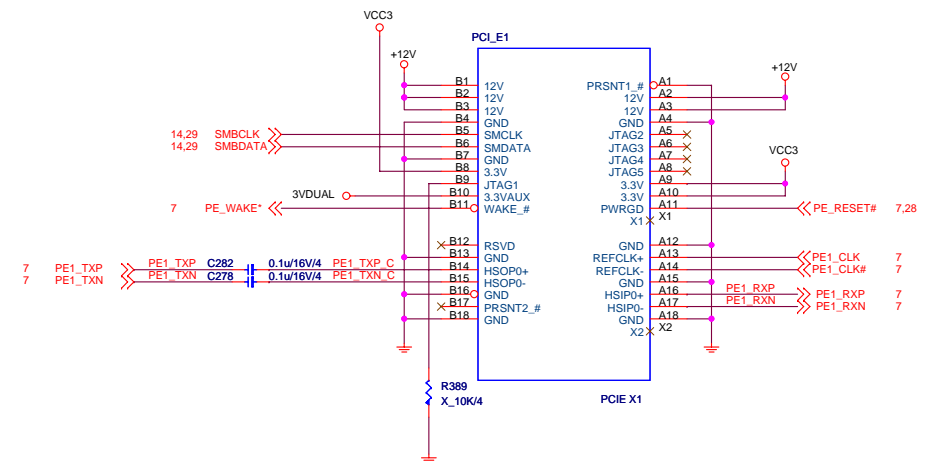 VCC3
PCI_E1
+12V
+12V
B1 12V PRSNT1_# A1
B2 12V 12V A2
B3 12V 12V A3
B4 GND GND A4
14,29 SMBCLK B5 SMCLK JTAG2 A5
14,29 SMBDATA B6 SMDATA JTAG3 A6
B7 GND JTAG4 A7
VCC3
B8 3.3V JTAG5 A8
B9 JTAG1 3.3V A9
3VDUAL B10 3.3VAUX 3.3V A10
7 PE_WAKE* B11 WAKE_# PWRGD A11 PE_RESET# 7,28
X1 X1
B12 RSVD GND A12
B13 GND REFCLK+ A13 PE1_CLK 7
7 PE1_TXP PE1_TXP C282 0.1u/16V/4 PE1_TXP_C B14 HSOP0+ REFCLK- A14 PE1_CLK# 7
7 PE1_TXN PE1_TXN C278 0.1u/16V/4 PE1_TXN_C B15 HSOP0- GND A15
B16 GND HSIP0+ A16 PE1_RXP PE1_RXP 7
B17 PRSNT2_# HSIP0- A17 PE1_RXN PE1_RXN 7
B18 GND GND A18
X2 X2
R389
X_10K/4
PCIE X1